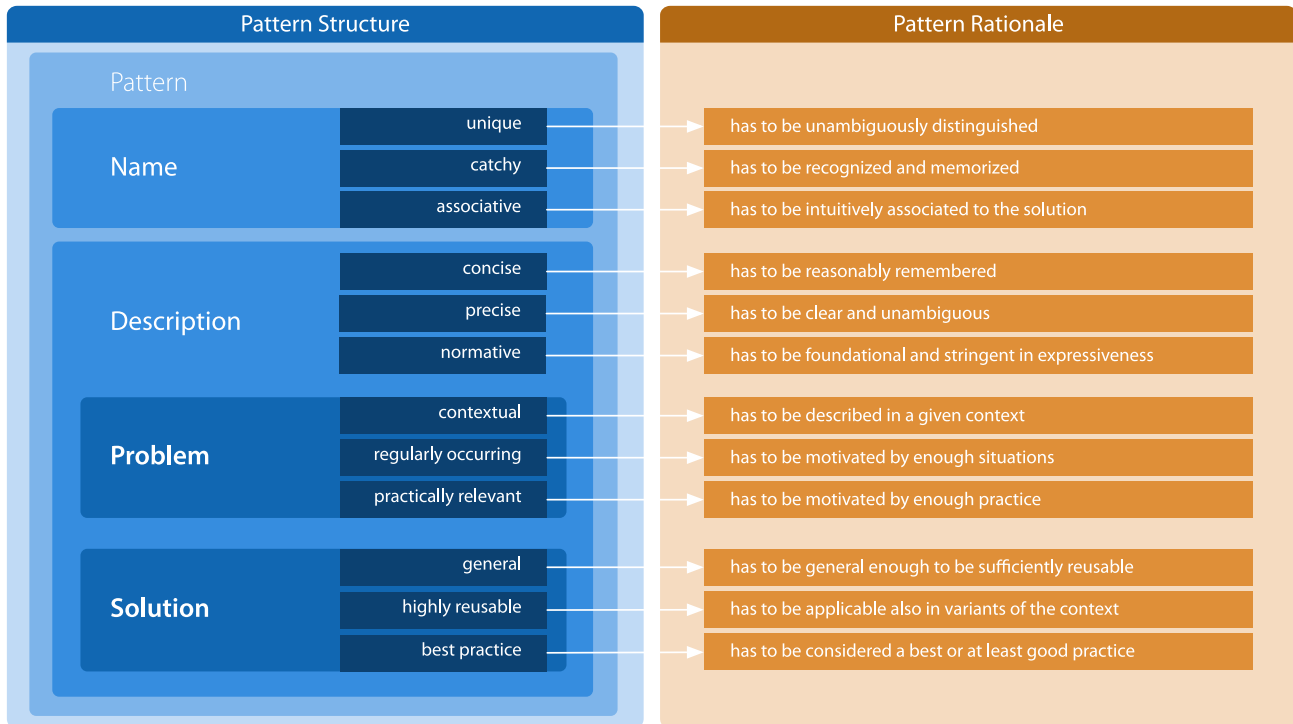 Pattern Structure
Pattern Rationale
Pattern
Name
unique
has to be unambiguously distinguished
catchy
has to be recognized and memorized
associative
has to be intuitively associated to the solution
Description
concise
has to be reasonably remembered
precise
has to be clear and unambiguous
normative
has to be foundational and stringent in expressiveness
Problem
contextual
has to be described in a given context
regularly occurring
has to be motivated by enough situations
practically relevant
has to be motivated by enough practice
Solution
general
has to be general enough to be sufficiently reusable
highly reusable
has to be applicable also in variants of the context
best practice
has to be considered a best or at least good practice